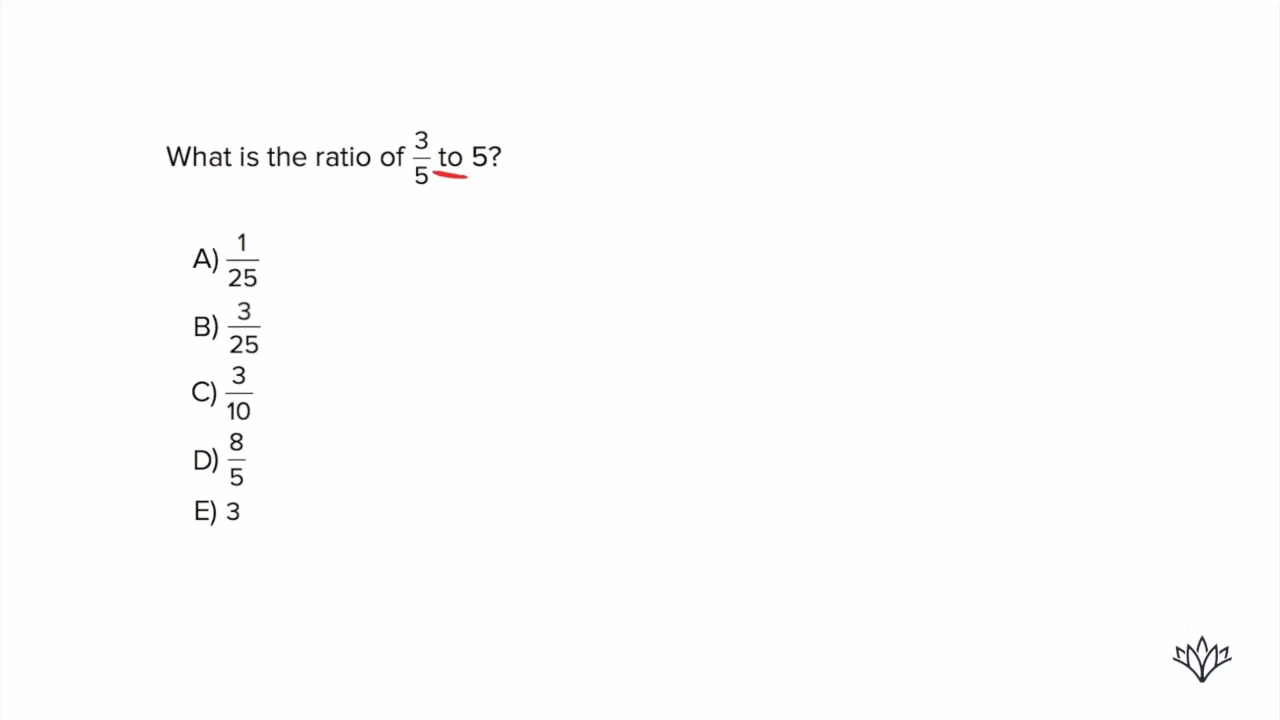 What is the ratio of 3/5 to 5?
A) 1/25
B) 3/25
C) 3/10
D) 8/5
E) 3